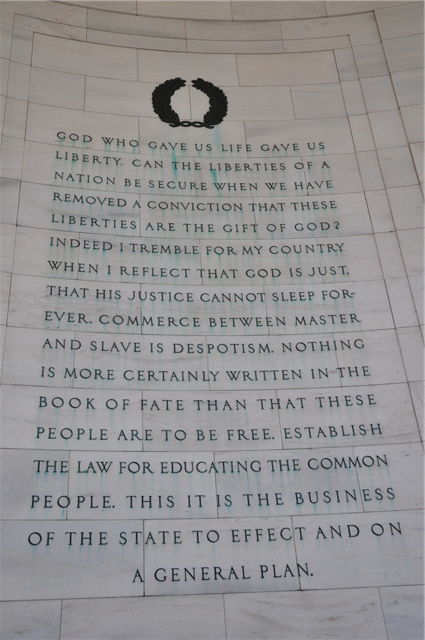 GOD WHO GAVE US LIFE GAVE US
LIBERTY. CAN THE LIBERTIES OF A
NATION BE SECURE WHEN WE HAVE
REMOVED A CONVICTION THAT THESE
LIBERTIES ARE THE GIFT OF GOD?
INDEED I TREMBLE FOR MY COUNTRY
WHEN I REFLECT THAT GOD IS JUST,
THAT HIS JUSTICE CANNOT SLEEP FOR-
EVER. COMMERCE BETWEEN MASTER
AND SLAVE IS DESPOTISM. NOTHING
IS MORE CERTAINLY WRITTEN IN THE
BOOK OF FATE THAN THAT THESE
PEOPLE ARE TO BE FREE. ESTABLISH
THE LAW FOR EDUCATING THE COMMON
PEOPLE. THIS IT IS THE BUSINESS
OF THE STATE TO EFFECT AND ON
A GENERAL PLAN.